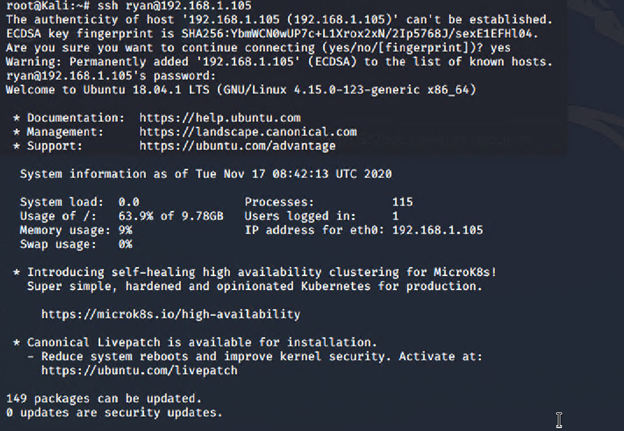 root@Kali:~# ssh ryan@192.168.1.105
The authenticity of host '192.168.1.105 (192.168.1.105)' can't be established.
ECDSA key fingerprint is SHA256:YbmWCN0wUP7c+L1Xrox2xN/2Ip5768J/sexE1EFHl04.
Are you sure you want to continue connecting (yes/no/[fingerprint])? yes
Warning: Permanently added '192.168.1.105' (ECDSA) to the list of known hosts.
ryan@192.168.1.105's password:
Welcome to Ubuntu 18.04.1 LTS (GNU/Linux 4.15.0-123-generic x86_64)
* Documentation:  https://help.ubuntu.com
* Management:     https://landscape.canonical.com
* Support:        https://ubuntu.com/advantage
System information as of Tue Nov 17 08:42:13 UTC 2020
System load:  0.0               Processes:           115
Usage of /:   63.9% of 9.78GB   Users logged in:     1
Memory usage: 9%                IP address for eth0: 192.168.1.105
Swap usage:   0%
* Introducing self-healing high availability clustering for MicroK8s!
Super simple, hardened and opinionated Kubernetes for production.
https://microk8s.io/high-availability
* Canonical Livepatch is available for installation.
- Reduce system reboots and improve kernel security. Activate at:
https://ubuntu.com/livepatch
149 packages can be updated.
0 updates are security updates.